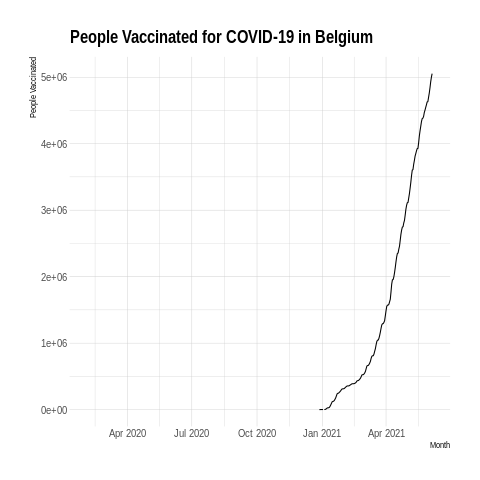 People Vaccinated for COVID-19 in Belgium
People Vaccinated
5e+06
4e+06
3e+06
2e+06
1e+06
0e+00
Apr 2020
Jul 2020
Oct 2020
Jan 2021
Apr 2021
Month